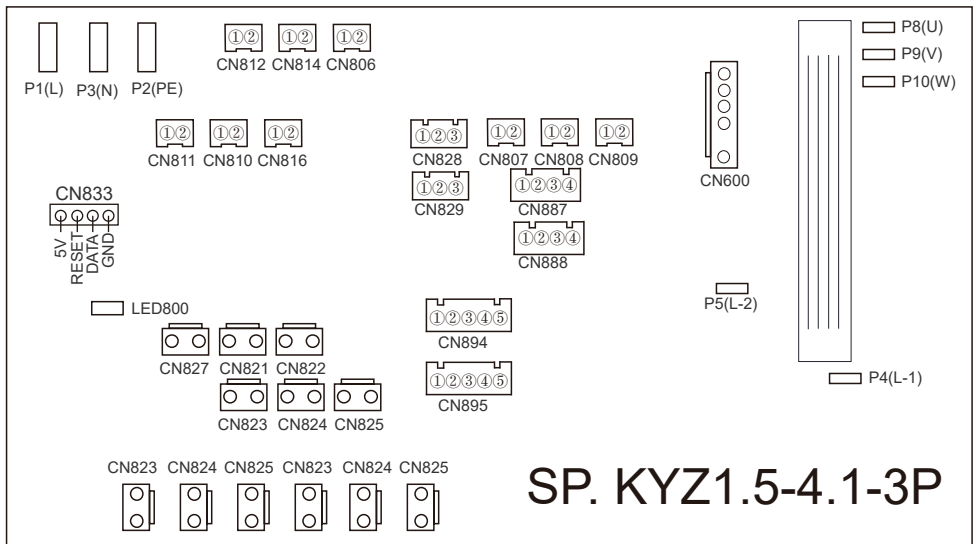 P1(L) P3(N) P2(PE)
①② ①② ①②
CN812 CN814 CN806
P8(U)
P9(V)
P10(W)
①② ①② ①②
CN811 CN810 CN816
①②③ ①② ①② ①②
CN828 CN807 CN808 CN809
CN600
①②③ ①②③④
CN829 CN887
①②③④
CN888
CN833
5V
RESET
DATA
GND
LED800
P5(L-2)
P4(L-1)
①②③④⑤
CN894
①②③④⑤
CN895
CN827 CN821 CN822
CN823 CN824 CN825
CN823 CN824 CN825 CN823 CN824 CN825
SP. KYZ1.5-4.1-3P